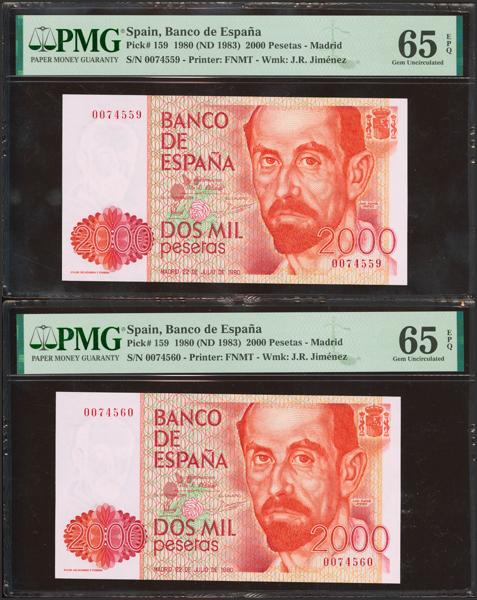 PMG
PAPER MONEY GUARANTY
Spain, Banco de España
Pick# 159 1980 (ND 1983) 2000 Pesetas - Madrid
S/N 0074559 - Printer: FNMT - Wmk: J.R. Jiménez
65 EPQ
Gem Uncirculated
0074559
BANCO
DE
ESPAÑA
DOS MIL
pesetas
2000
2000
0074559
MADRID 22 DE JULIO DE 1980
PMG
PAPER MONEY GUARANTY
Spain, Banco de España
Pick# 159 1980 (ND 1983) 2000 Pesetas - Madrid
S/N 0074560 - Printer: FNMT - Wmk: J.R. Jiménez
65 EPQ
Gem Uncirculated
0074560
BANCO
DE
ESPAÑA
DOS MIL
pesetas
2000
2000
0074560
MADRID 22 DE JULIO DE 1980